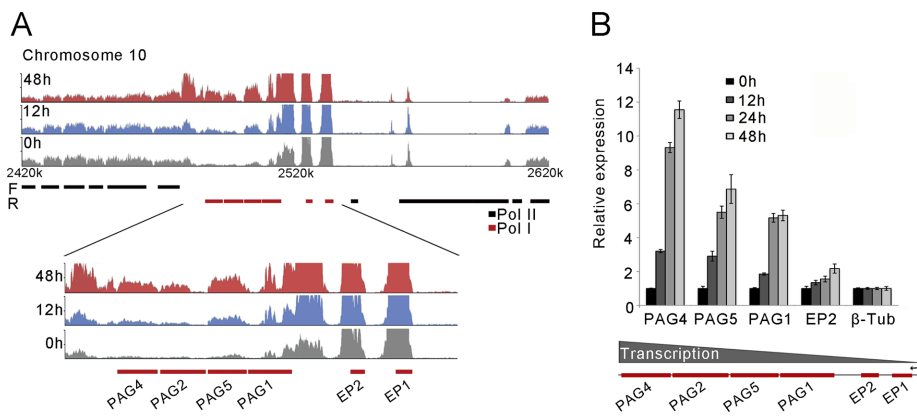 A
Chromosome 10
48h
12h
0h
2420k 2520k 2620k
F
R
Pol II
Pol I
48h
12h
0h
PAG4 PAG2 PAG5 PAG1 EP2 EP1
B
Relative expression
14
12
10
8
6
4
2
0
0h
12h
24h
48h
PAG4 PAG5 PAG1 EP2 β-Tub
Transcription
PAG4 PAG2 PAG5 PAG1 EP2 EP1